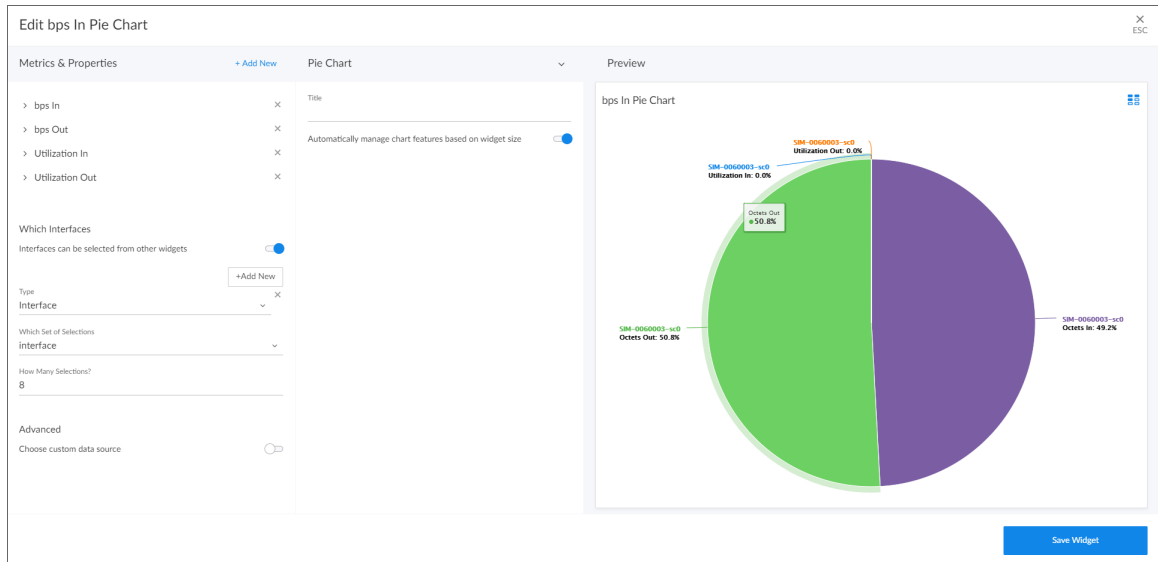 Edit bps In Pie Chart
ESC
Metrics & Properties
+ Add New
bps In
bps Out
Utilization In
Utilization Out
Which Interfaces
Interfaces can be selected from other widgets
+Add New
Type
Interface
Which Set of Selections
interface
How Many Selections?
8
Advanced
Choose custom data source
Pie Chart
Title
Automatically manage chart features based on widget size
Preview
bps In Pie Chart
SIM-0060003-sc0
Utilization Out: 0.0%
SIM-0060003-sc0
Utilization In: 0.0%
Octets Out
50.8%
SIM-0060003-sc0
Octets Out: 50.8%
SIM-0060003-sc0
Octets In: 49.2%
Save Widget